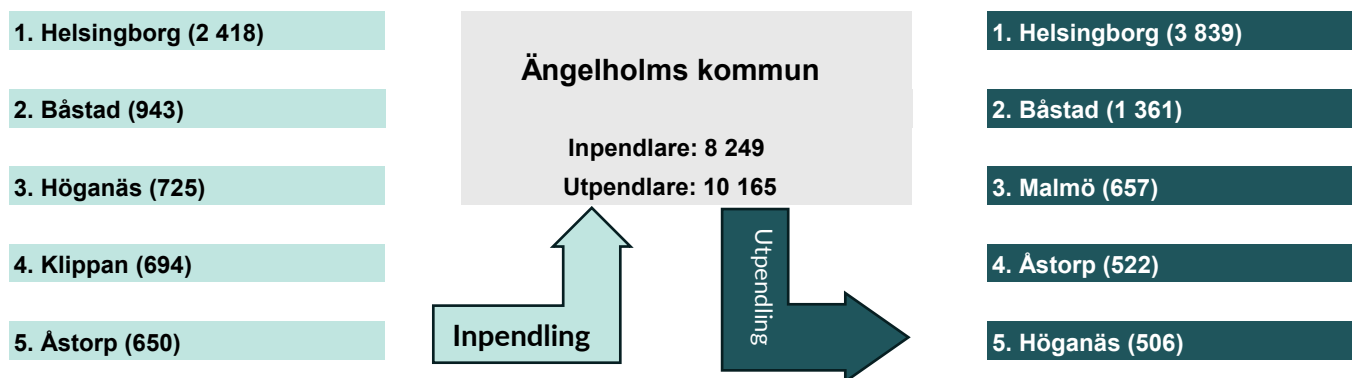 1. Helsingborg (2 418)
2. Båstad (943)
3. Höganäs (725)
4. Klippan (694)
5. Åstorp (650)
Ängelholms kommun
Inpendlare: 8 249
Utpendlare: 10 165
Inpendling
Utpendling
1. Helsingborg (3 839)
2. Båstad (1 361)
3. Malmö (657)
4. Åstorp (522)
5. Höganäs (506)